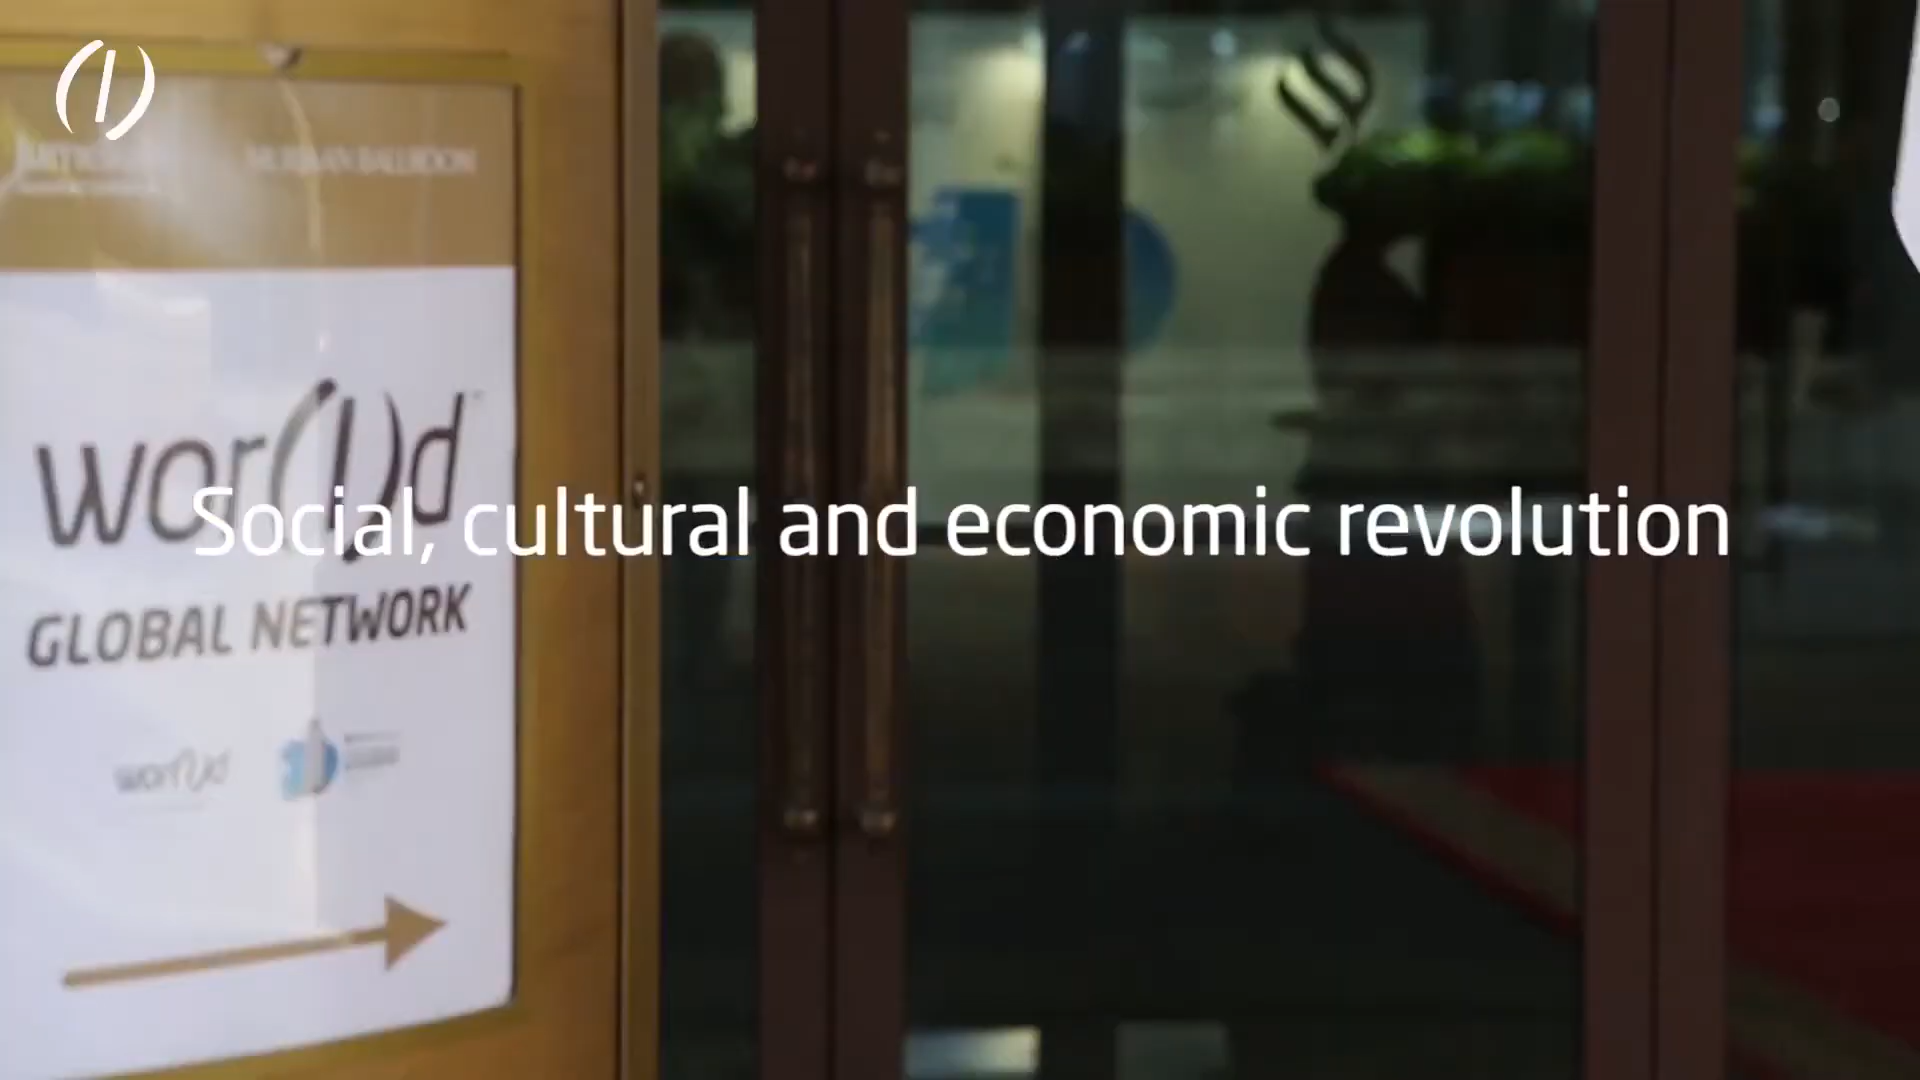 wor(l)d
GLOBAL NETWORK
Social, cultural and economic revolution
wor(l)d